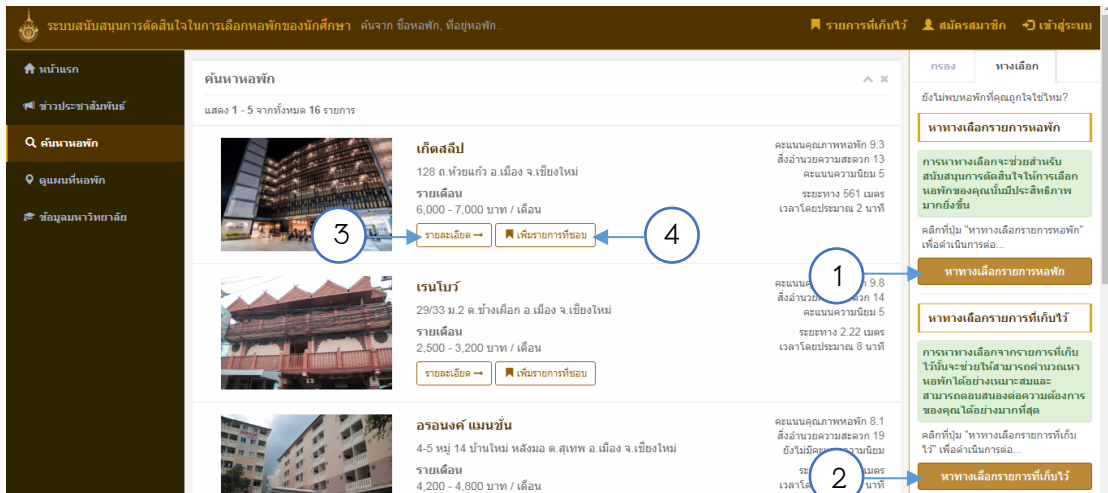 ระบบสนับสนุนการตัดสินใจในการเลือกหอพักของนักศึกษา ค้นจาก ชื่อหอพัก, ที่อยู่หอพัก..
รายการที่เก็บไว้ สมัครสมาชิก เข้าสู่ระบบ
หน้าแรก
ข่าวประชาสัมพันธ์
ค้นหาหอพัก
ดูแผนที่หอพัก
ข้อมูลมหาวิทยาลัย
ค้นหาหอพัก
แสดง 1 - 5 จากทั้งหมด 16 รายการ
เก็ตสลีป
128 ถ.ห้วยแก้ว อ.เมือง จ.เชียงใหม่
รายเดือน
6,000 - 7,000 บาท / เดือน
รายละเอียด → เพิ่มรายการที่ชอบ
3
4
คะแนนคุณภาพหอพัก 9.3
สิ่งอำนวยความสะดวก 13
คะแนนความนิยม 5
ระยะทาง 561 เมตร
เวลาโดยประมาณ 2 นาที
เรนโบว์
29/33 ม.2 ต.ช้างเผือก อ.เมือง จ.เชียงใหม่
รายเดือน
2,500 - 3,200 บาท / เดือน
รายละเอียด → เพิ่มรายการที่ชอบ
9.8
14
คะแนนความนิยม 5
ระยะทาง 2.22 เมตร
เวลาโดยประมาณ 8 นาที
อรอนงค์ แมนชั่น
4-5 หมู่ 14 บ้านใหม่ หลังมอ ต.สุเทพ อ.เมือง จ.เชียงใหม่
รายเดือน
4,200 - 4,800 บาท / เดือน
คะแนนคุณภาพหอพัก 8.1
สิ่งอำนวยความสะดวก 19
นาที
กรอง ทางเลือก
ยังไม่พบหอพักที่คุณถูกใจใช่ไหม?
หาทางเลือกรายการหอพัก
การหาทางเลือกจะช่วยสำหรับ
สนับสนุนการตัดสินใจให้การเลือก
หอพักของคุณนั้นมีประสิทธิภาพ
มากยิ่งขึ้น
คลิกที่ปุ่ม "หาทางเลือกรายการหอพัก"
เพื่อดำเนินการต่อ...
1
หาทางเลือกรายการหอพัก
หาทางเลือกรายการที่เก็บไว้
การหาทางเลือกจากรายการที่เก็บ
ไว้นั้นจะช่วยให้สามารถคำนวณหา
หอพักได้อย่างเหมาะสมและ
สามารถตอบสนองต่อความต้องการ
ของคุณได้อย่างมากที่สุด
คลิกที่ปุ่ม "หาทางเลือกรายการที่เก็บ
ไว้" เพื่อดำเนินการต่อ...
2
หาทางเลือกรายการที่เก็บไว้